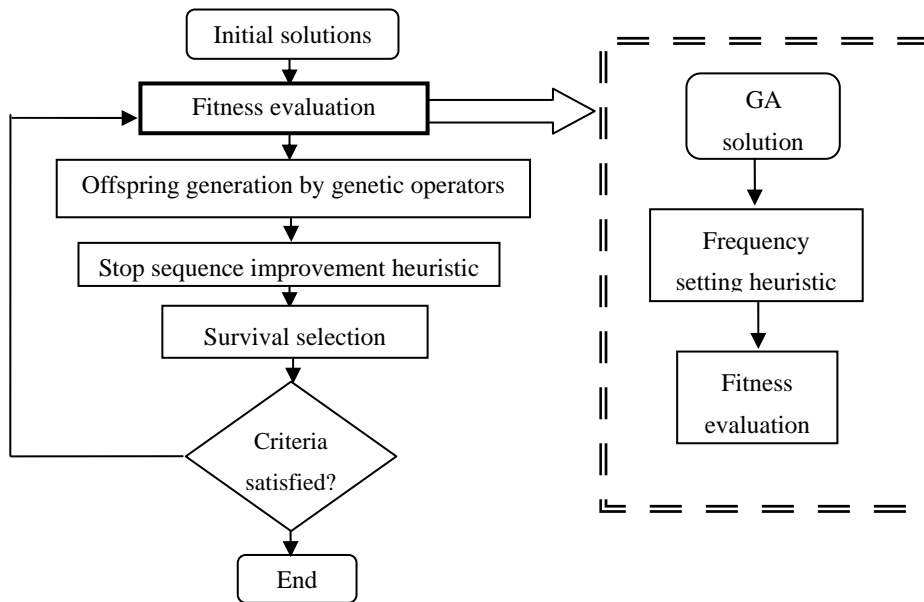 Initial solutions
Fitness evaluation
Offspring generation by genetic operators
Stop sequence improvement heuristic
Survival selection
Criteria
satisfied?
End
GA
solution
Frequency
setting heuristic
Fitness
evaluation